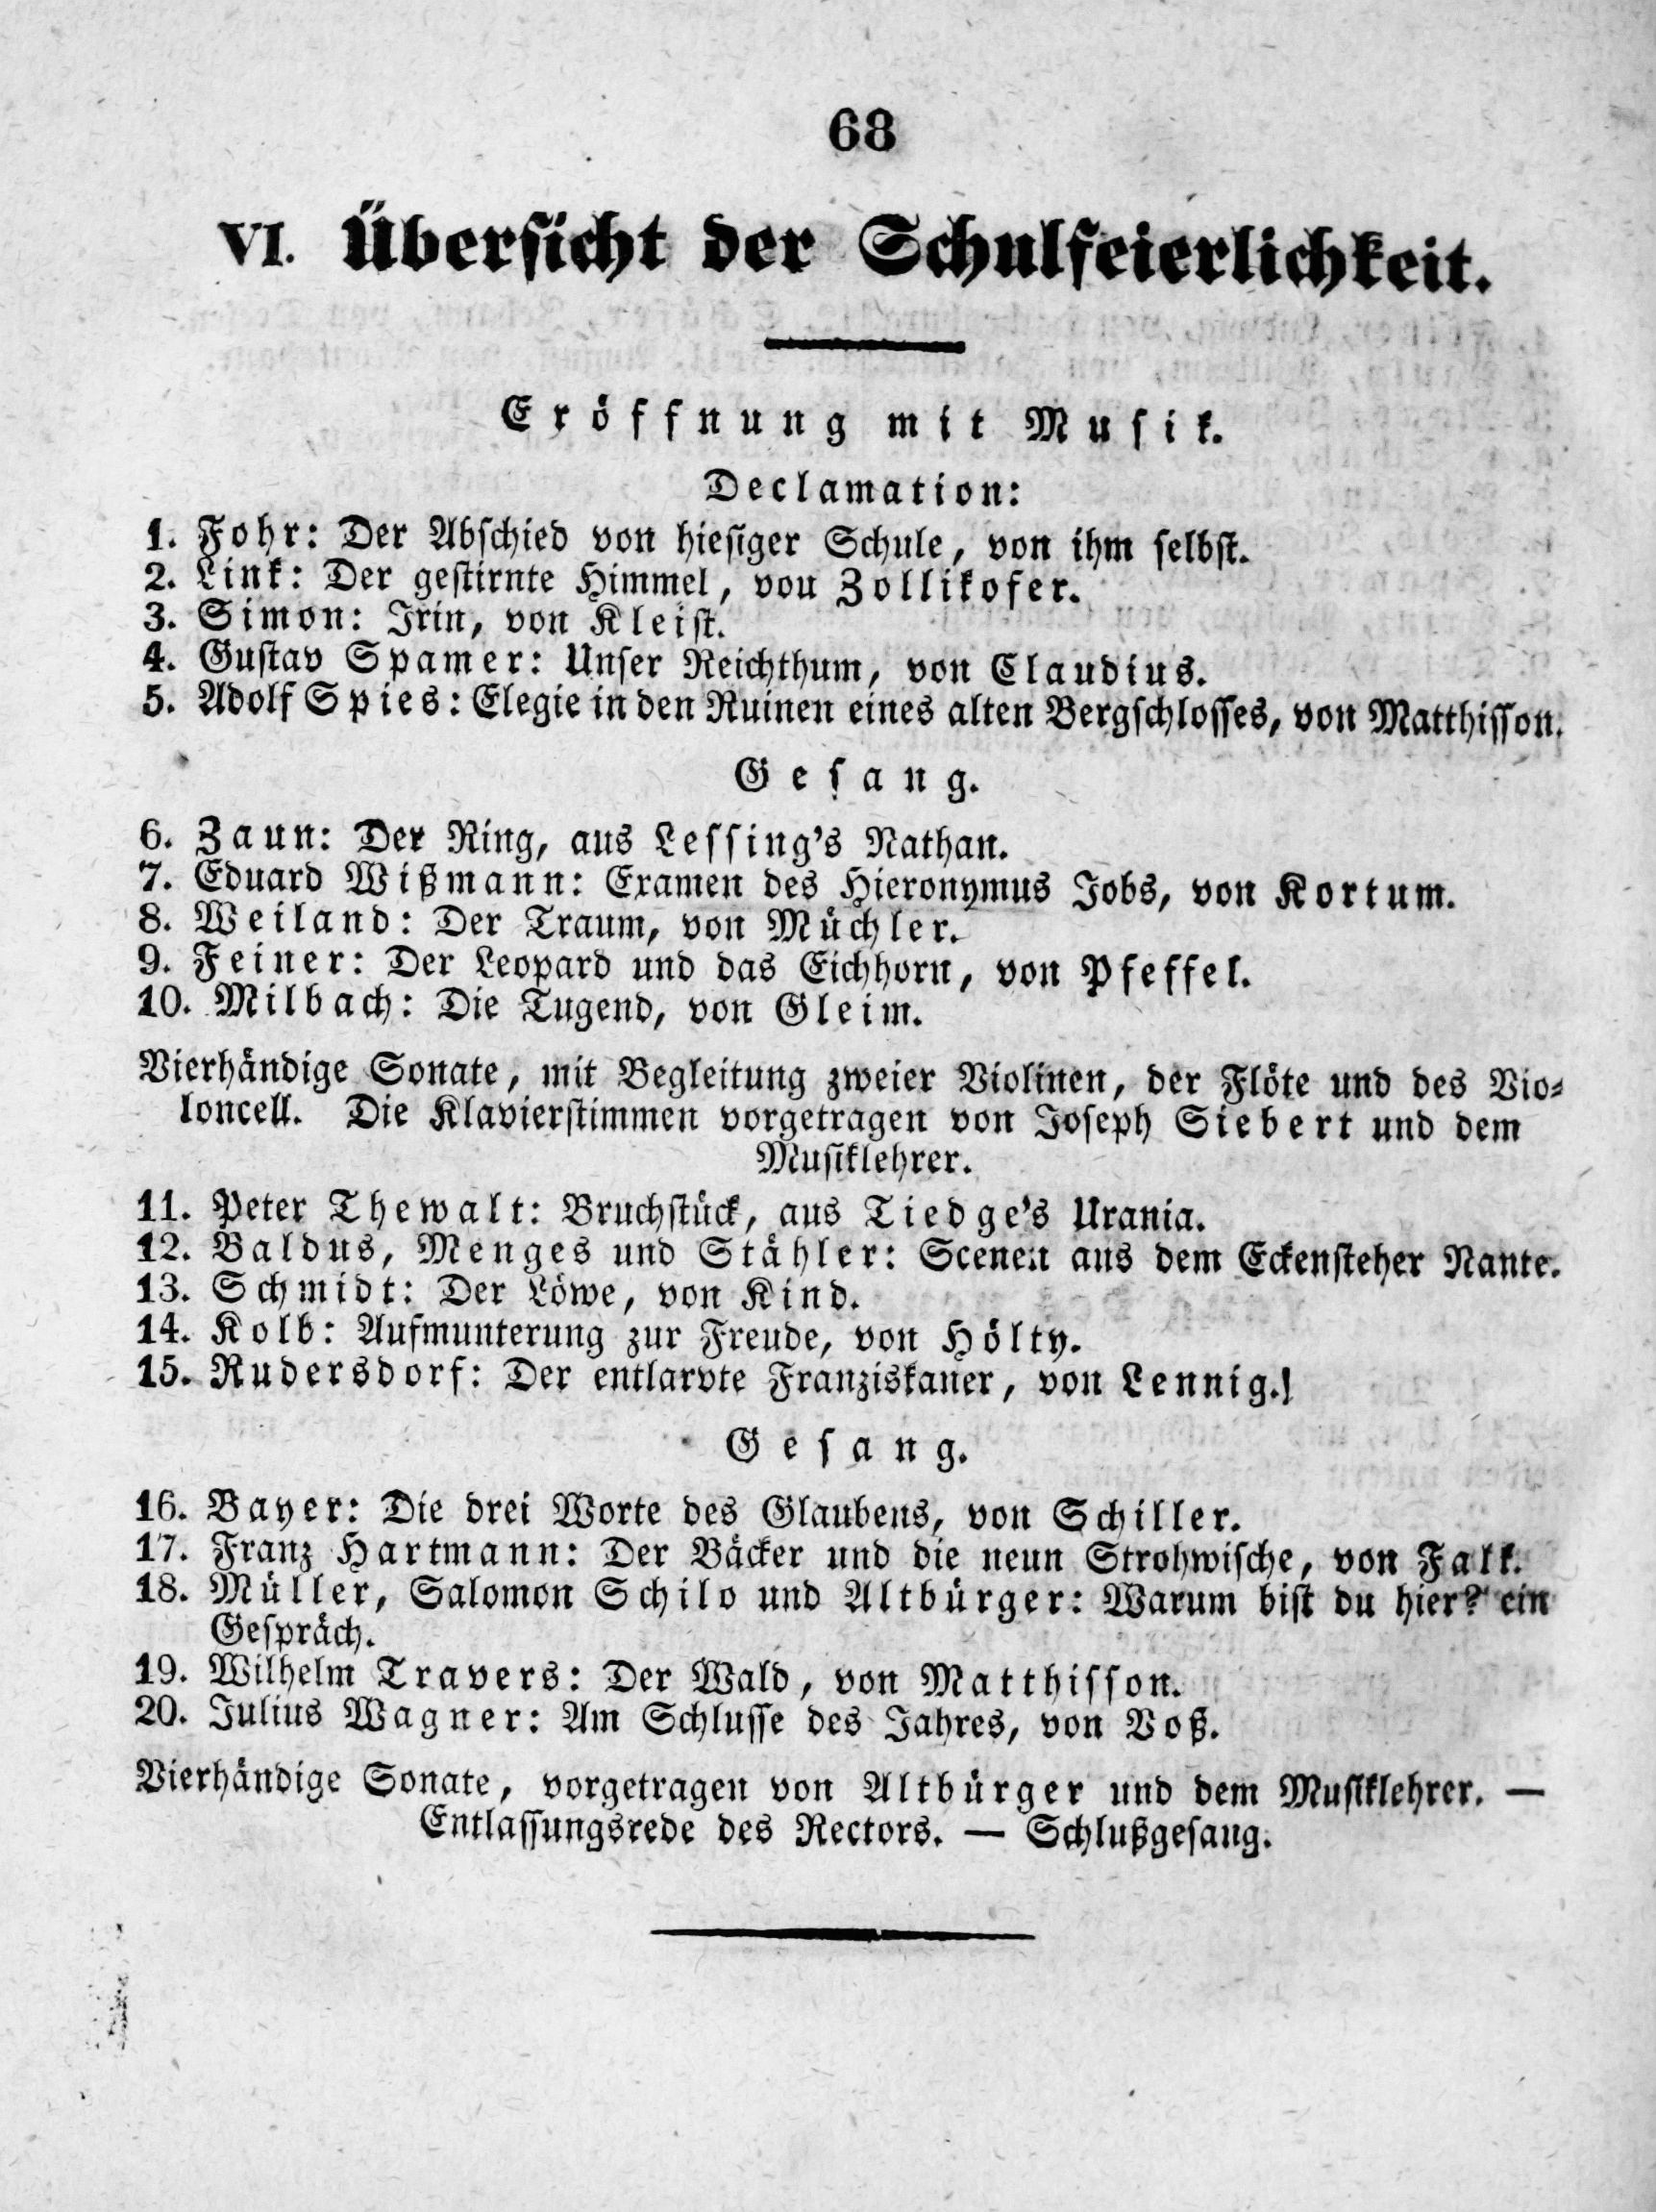 68
VI. Übersicht der Schulfeierlichkeit.
Eröffnung mit Musik.
Declamation:
1. Fohr: Der Abschied von hiesiger Schule, von ihm selbst.
2. Link: Der gestirnte Himmel, von Zollikofer.
3. Simon: Irin, von Kleist.
4. Gustav Spamer: Unser Reichthum, von Claudius.
5. Adolf Spies: Elegie in den Ruinen eines alten Bergschlosses, von Matthisson.
Gesang.
6. Zaun: Der Ring, aus Lessing's Nathan.
7. Eduard Wißmann: Examen des Hieronymus Jobs, von Kortum.
8. Weiland: Der Traum, von Müchler.
9. Feiner: Der Leopard und das Eichhorn, von Pfeffel.
10. Milbach: Die Tugend, von Gleim.
Vierhändige Sonate, mit Begleitung zweier Violinen, der Flöte und des Vio-
loncell. Die Klavierstimmen vorgetragen von Joseph Siebert und dem
Musiklehrer.
11. Peter Thewalt: Bruchstück, aus Tiedge's Urania.
12. Baldus, Menges und Stähler: Scenen aus dem Eckensteher Nante.
13. Schmidt: Der Löwe, von Kind.
14. Kolb: Aufmunterung zur Freude, von Hölty.
15. Rudersdorf: Der entlarvte Franziskaner, von Lennig.
Gesang.
16. Bayer: Die drei Worte des Glaubens, von Schiller.
17. Franz Hartmann: Der Bäcker und die neun Strohwische, von Falk.
18. Müller, Salomon Schilo und Altbürger: Warum bist du hier? ein
Gespräch.
19. Wilhelm Travers: Der Wald, von Matthisson.
20. Julius Wagner: Am Schlusse des Jahres, von Voß.
Vierhändige Sonate, vorgetragen von Altbürger und dem Musiklehrer. —
Entlassungsrede des Rectors. — Schlußgesang.